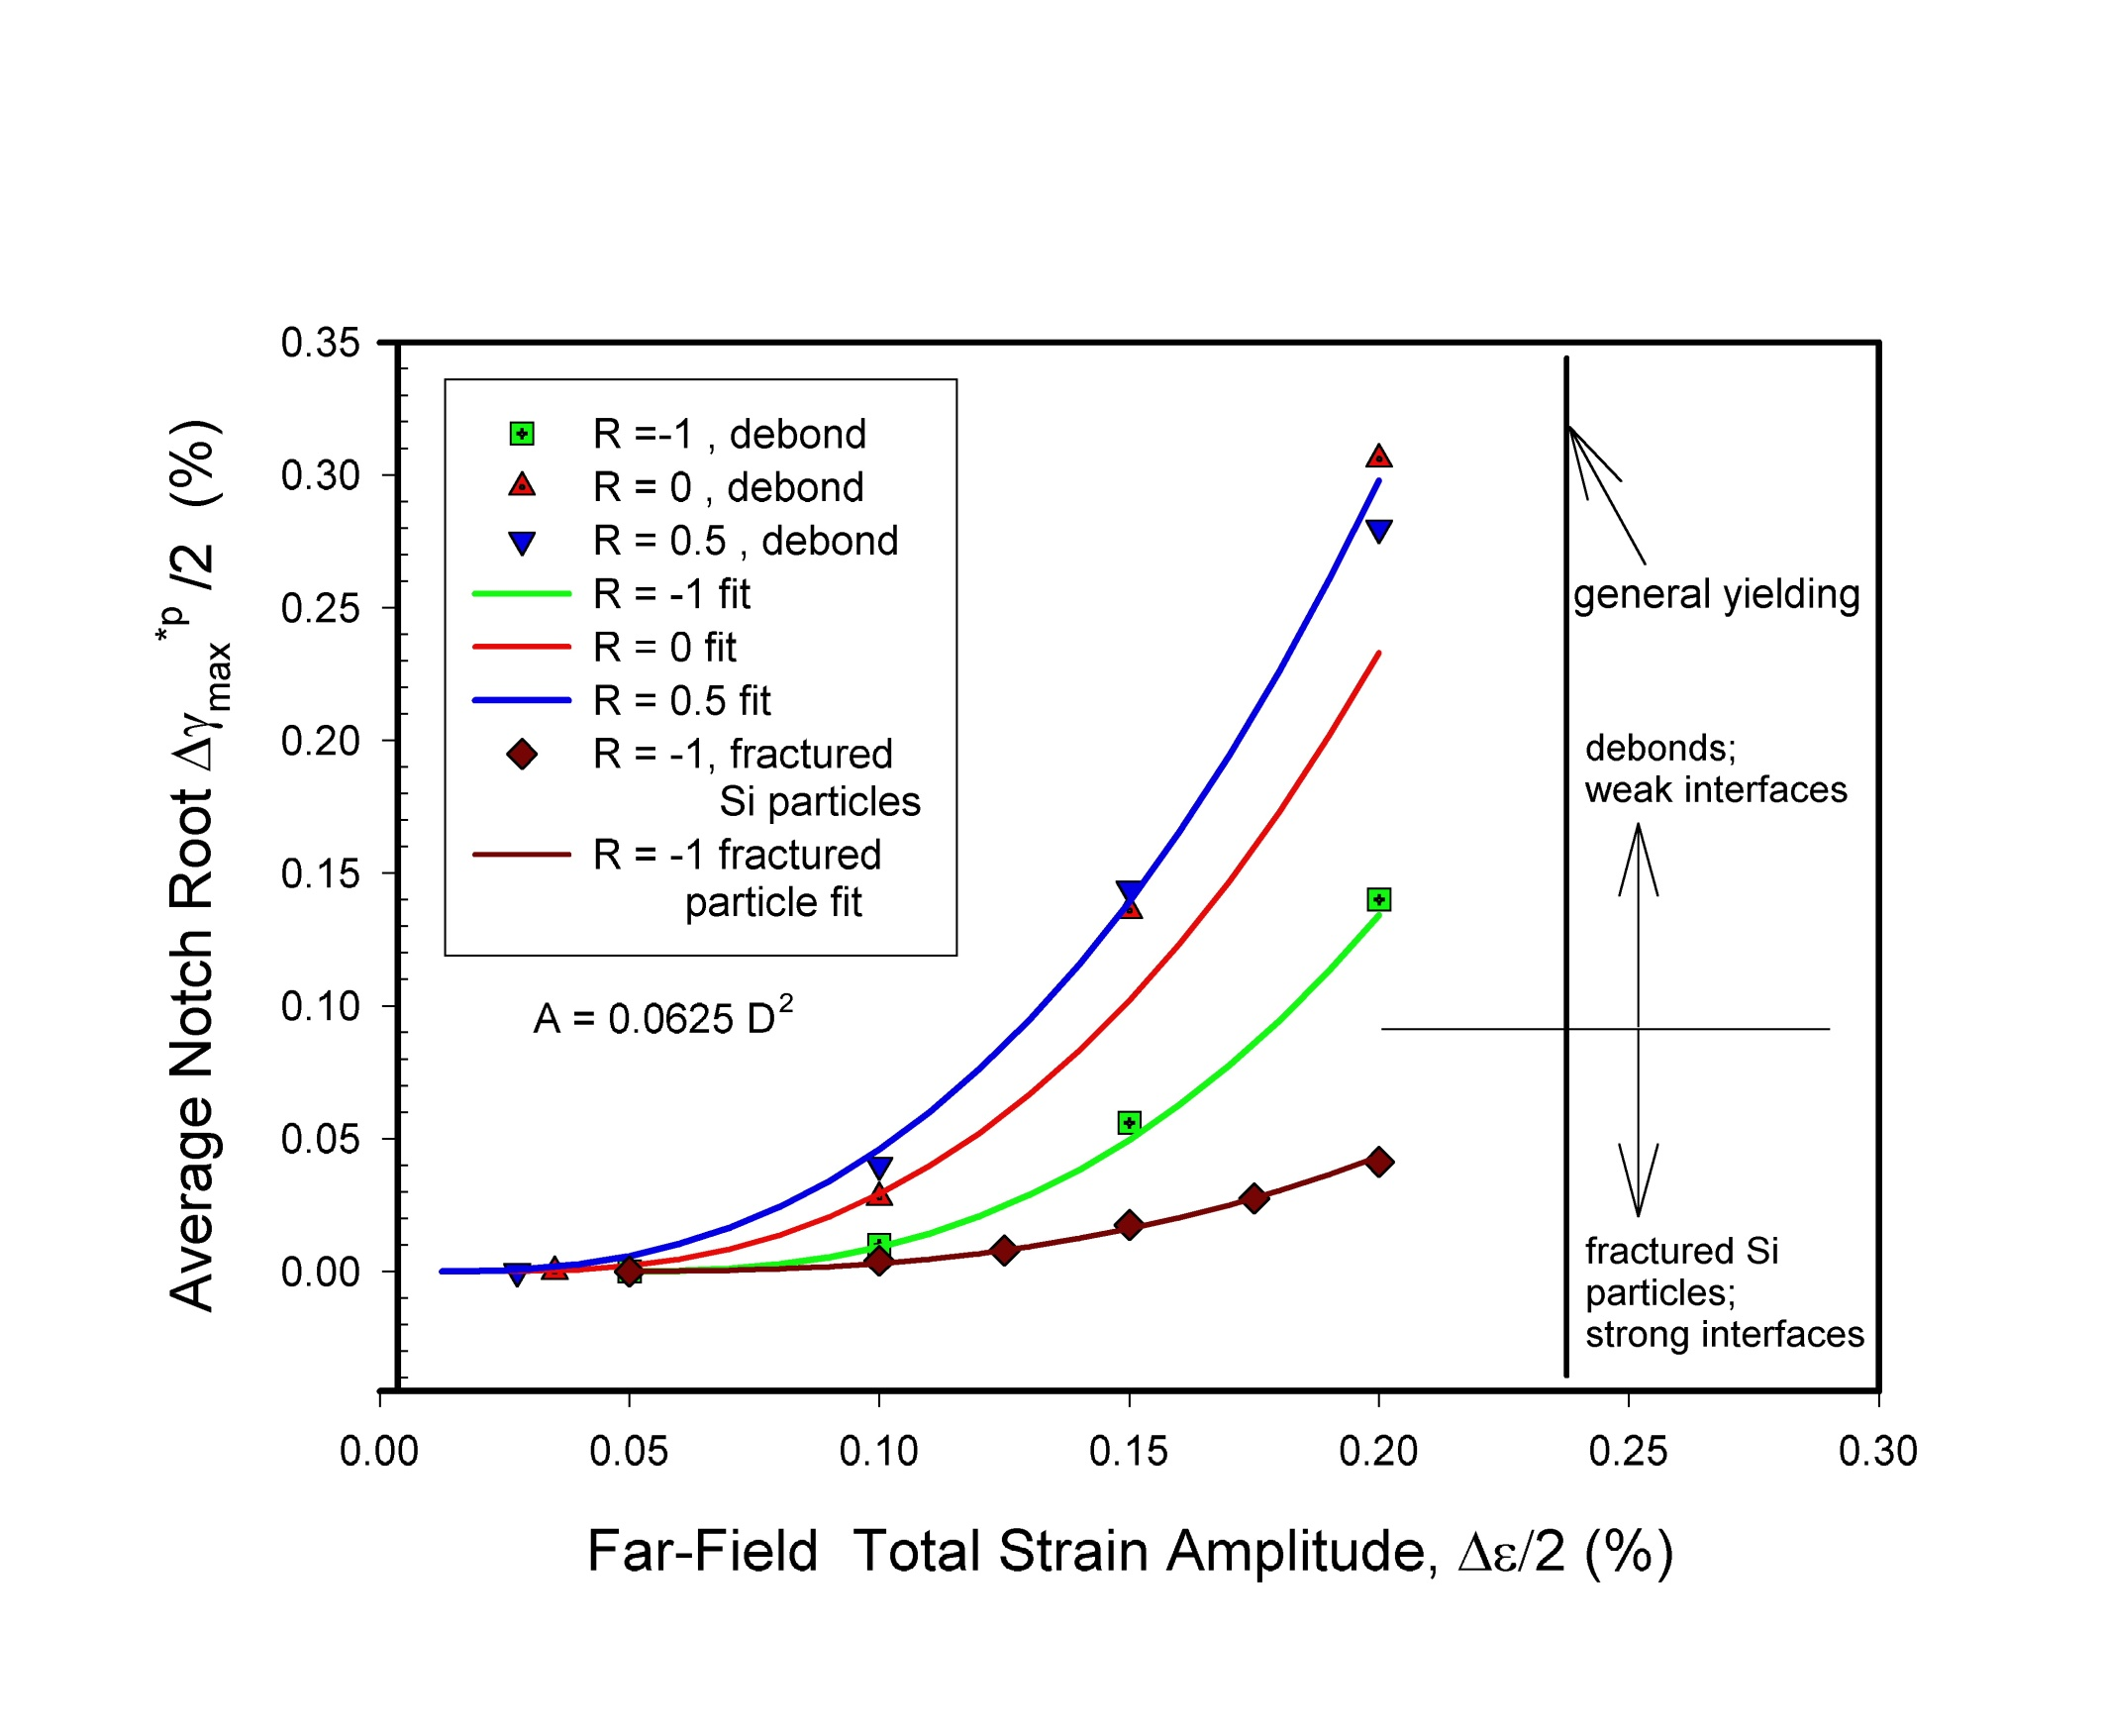 0.35
0.30
0.25
0.20
0.15
0.10
0.05
0.00
Average Notch Root Δγmax*p /2 (%)
R =-1 , debond
R = 0 , debond
R = 0.5 , debond
R = -1 fit
R = 0 fit
R = 0.5 fit
R = -1, fractured
Si particles
R = -1 fractured
particle fit
A = 0.0625 D²
general yielding
debonds;
weak interfaces
fractured Si
particles;
strong interfaces
0.00 0.05 0.10 0.15 0.20 0.25 0.30
Far-Field Total Strain Amplitude, Δε/2 (%)